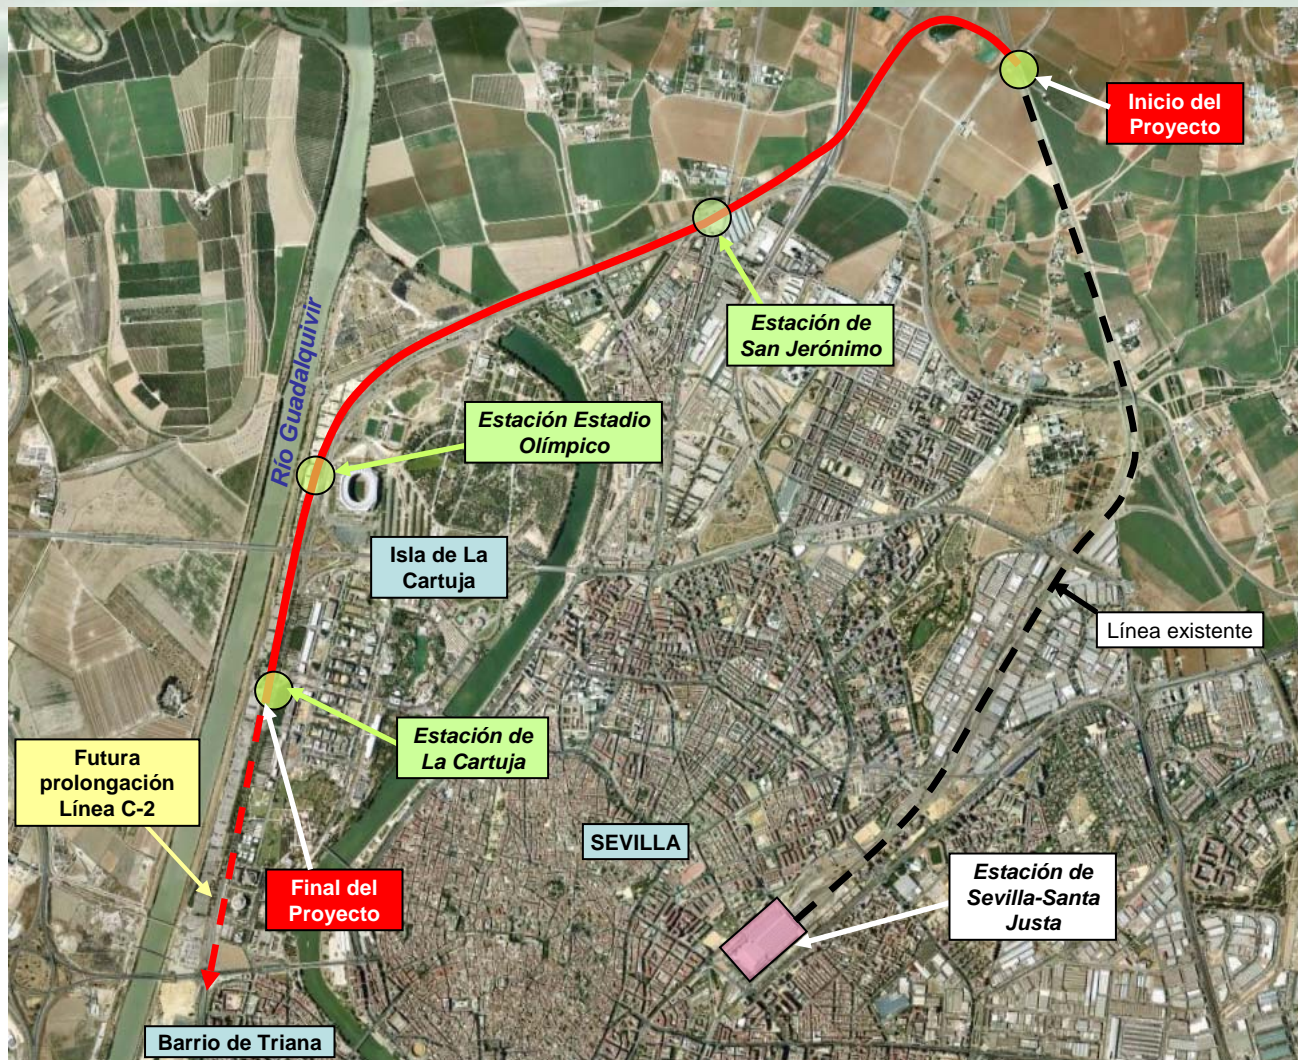 Inicio del
Proyecto
Río Guadalquivir
Estación de
San Jerónimo
Estación Estadio
Olímpico
Isla de La
Cartuja
Línea existente
Estación de
La Cartuja
Futura
prolongación
Línea C-2
SEVILLA
Final del
Proyecto
Estación de
Sevilla-Santa
Justa
Barrio de Triana